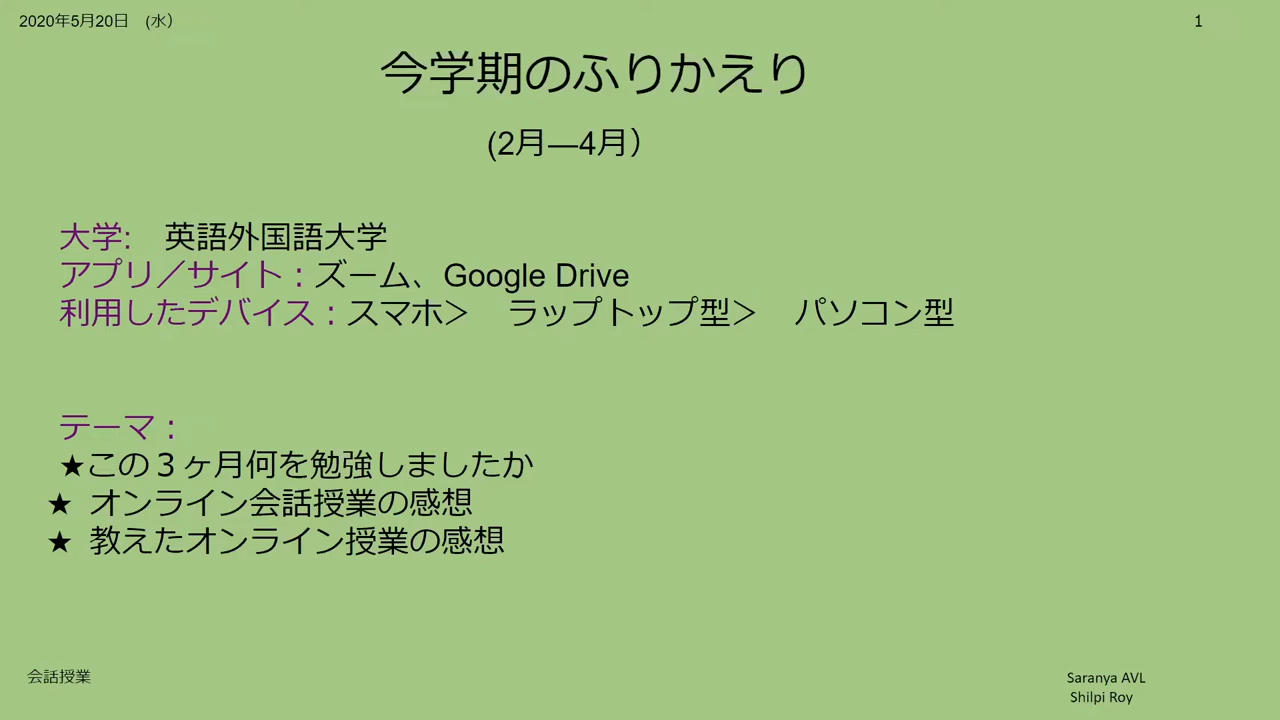 2020年5月20日　(水）
1
今学期のふりかえり
(2月―4月）
大学:　英語外国語大学
アプリ／サイト：ズーム、Google Drive
利用したデバイス：スマホ＞　ラップトップ型＞　パソコン型
テーマ：
★この３ヶ月何を勉強しましたか
★ オンライン会話授業の感想
★ 教えたオンライン授業の感想
会話授業
Saranya AVL
Shilpi Roy